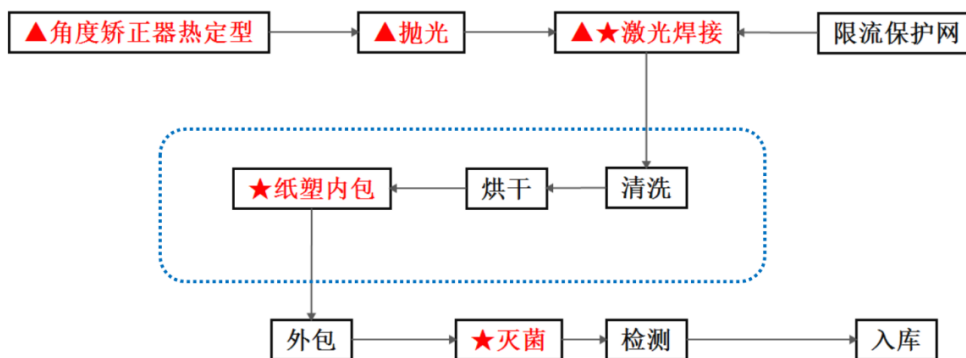 ▲角度矫正器热定型
▲抛光
▲★激光焊接
限流保护网
清洗
烘干
★纸塑内包
外包
★灭菌
检测
入库